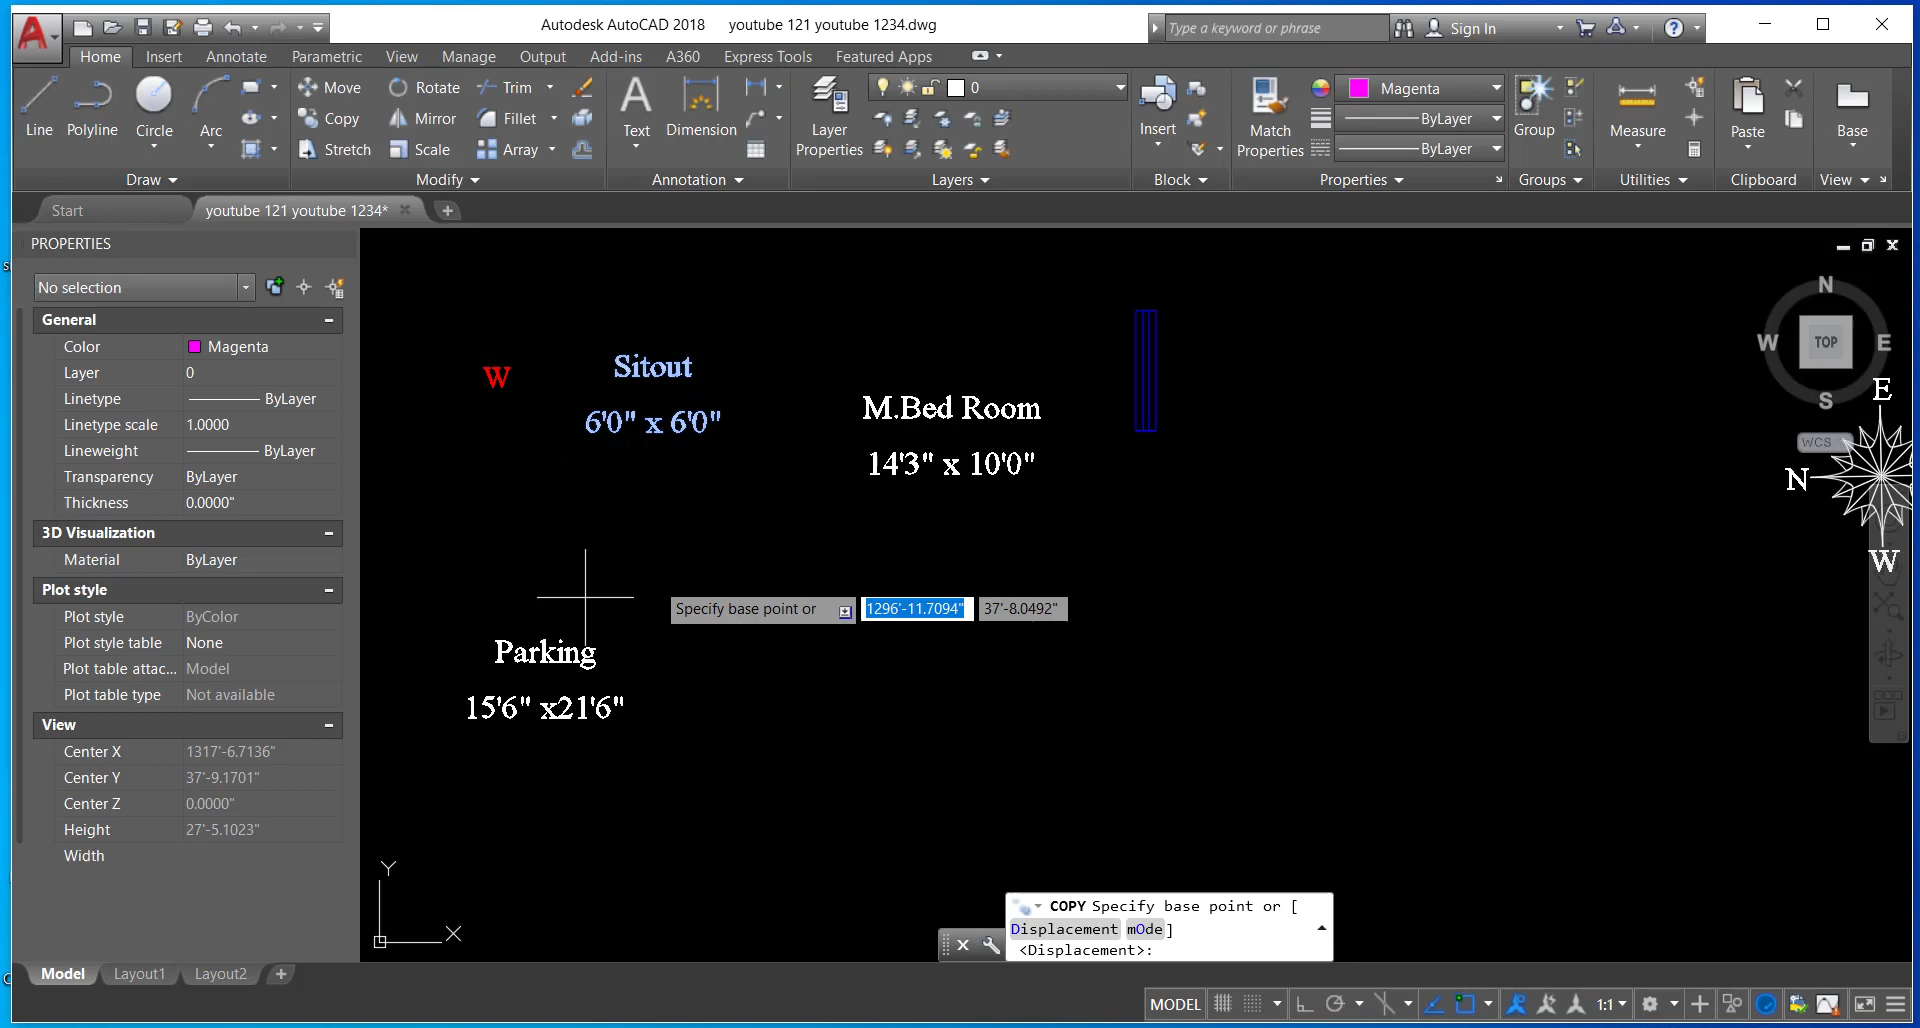 Autodesk AutoCAD 2018 youtube 121 youtube 1234.dwg
Type a keyword or phrase
Sign In
Home Insert Annotate Parametric View Manage Output Add-ins A360 Express Tools Featured Apps
Line Polyline Circle Arc
Move Rotate Trim
Copy Mirror Fillet
Stretch Scale Array
Text Dimension
Layer Properties
0
Insert
Match Properties
Magenta
ByLayer
ByLayer
Group
Measure
Paste
Base
Draw Modify Annotation Layers Block Properties Groups Utilities Clipboard View
Start youtube 121 youtube 1234*
PROPERTIES
No selection
General
Color Magenta
Layer 0
Linetype ByLayer
Linetype scale 1.0000
Lineweight ByLayer
Transparency ByLayer
Thickness 0.0000"
3D Visualization
Material ByLayer
Plot style
Plot style ByColor
Plot style table None
Plot table attac... Model
Plot table type Not available
View
Center X 1317'-6.7136"
Center Y 37'-9.1701"
Center Z 0.0000"
Height 27'-5.1023"
Width
W
Sitout
6'0" x 6'0"
M.Bed Room
14'3" x 10'0"
Parking
15'6" x21'6"
Specify base point or 1296'-11.7094" 37'-8.0492"
N
W TOP E
S
WCS
E
N
W
Y
X
COPY Specify base point or [
Displacement mOde]
<Displacement>:
Model Layout1 Layout2
MODEL 1:1